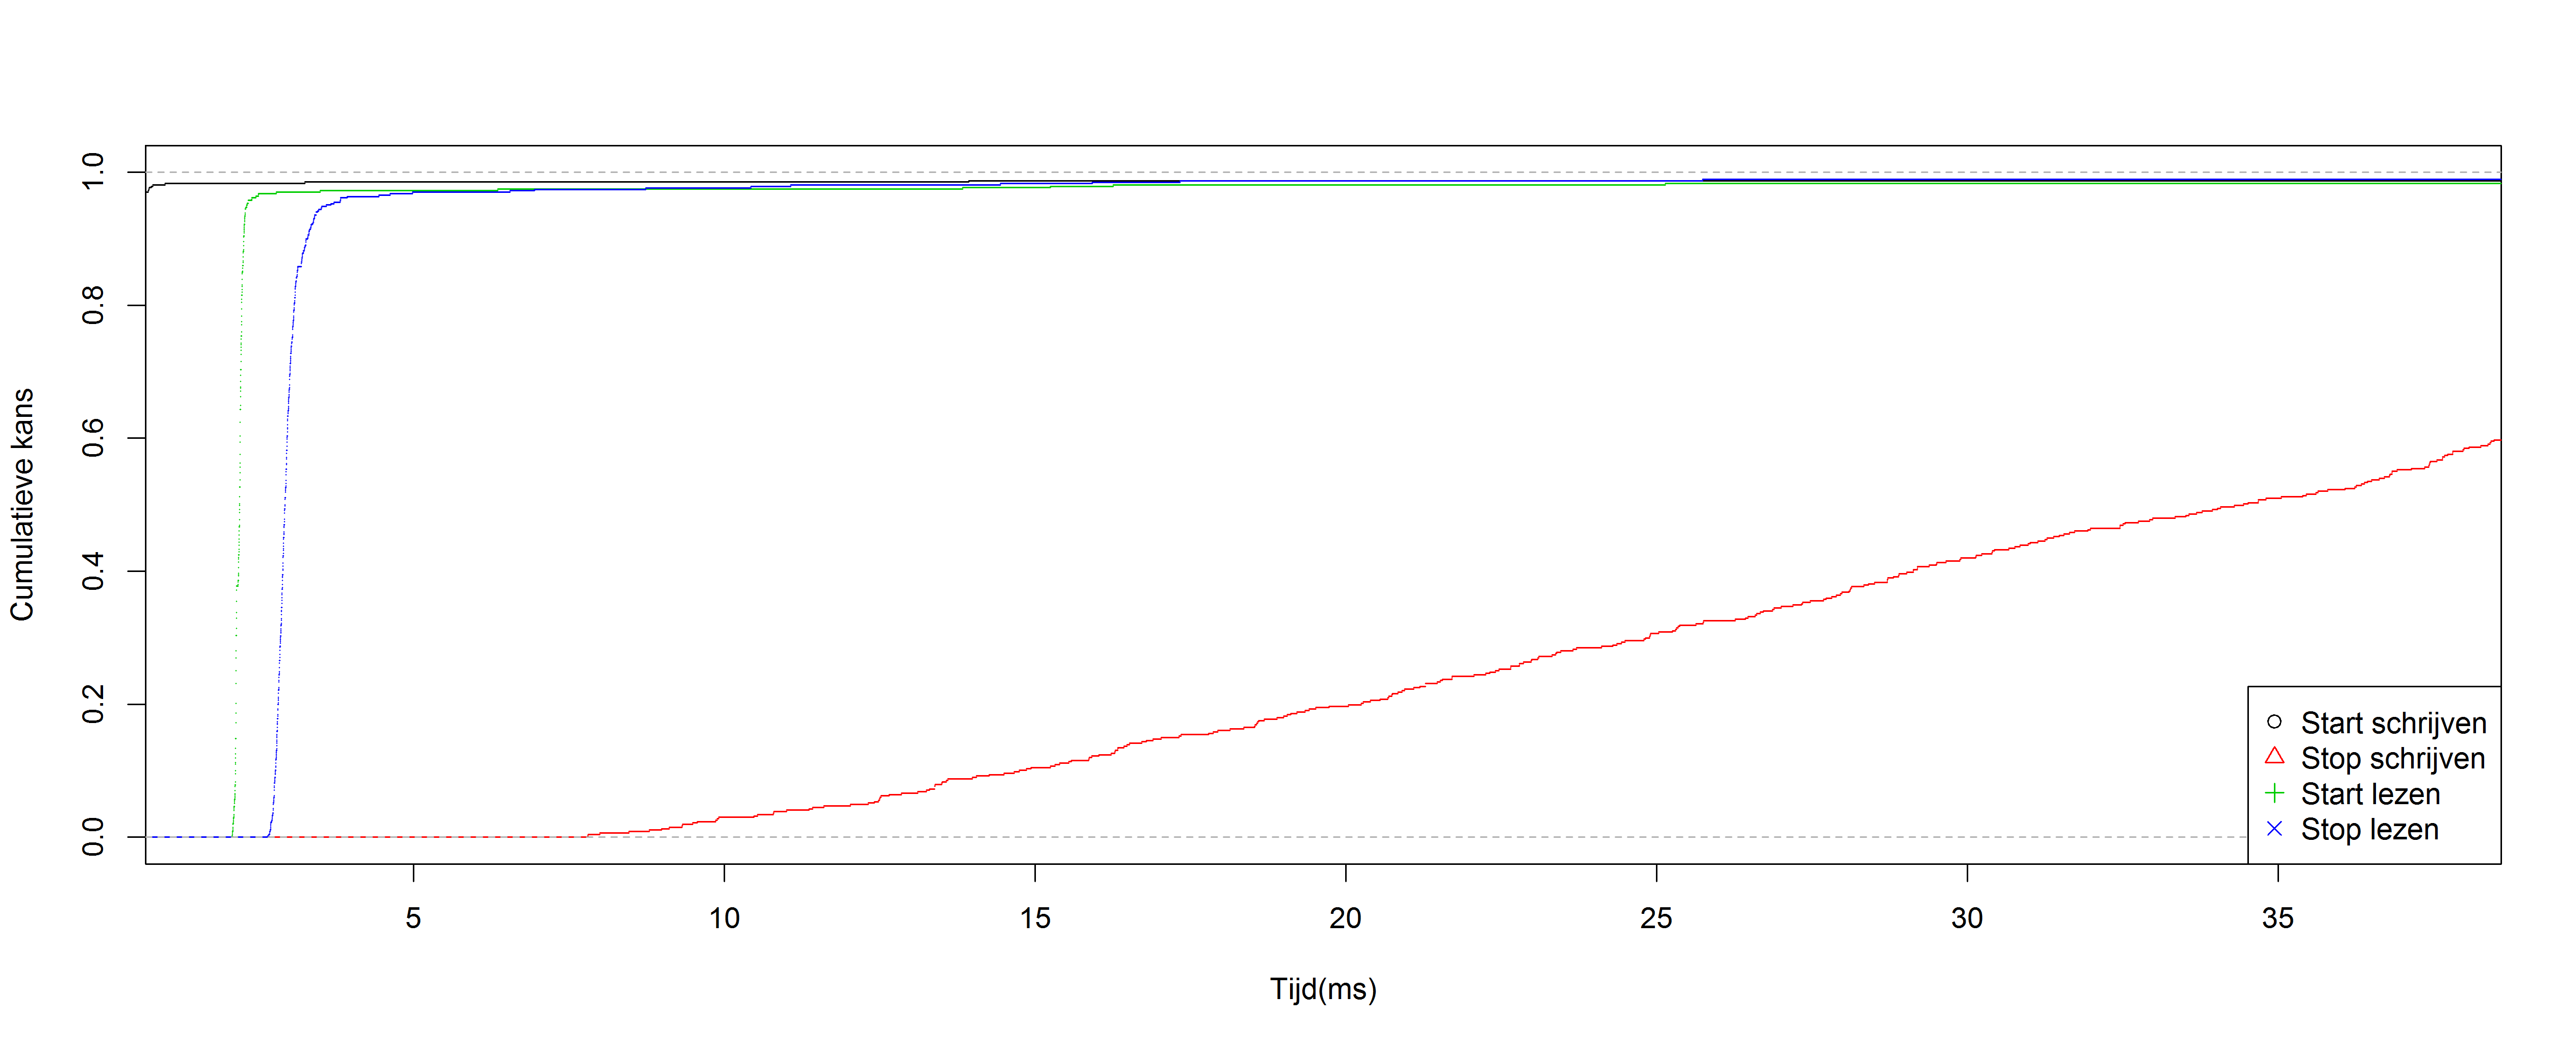 Cumulatieve kans
1.0
0.8
0.6
0.4
0.2
0.0
5 10 15 20 25 30 35
Tijd(ms)
Start schrijven
Stop schrijven
Start lezen
Stop lezen